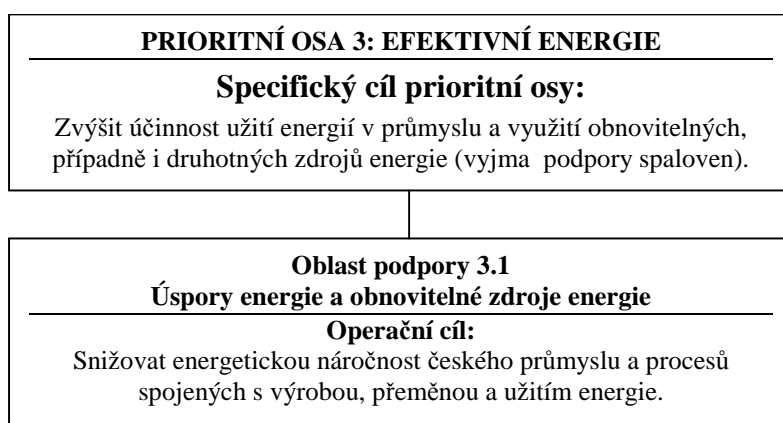 PRIORITNÍ OSA 3: EFEKTIVNÍ ENERGIE
Specifický cíl prioritní osy:
Zvýšit účinnost užití energií v průmyslu a využití obnovitelných,
případně i druhotných zdrojů energie (vyjma podpory spaloven).
Oblast podpory 3.1
Úspory energie a obnovitelné zdroje energie
Operační cíl:
Snižovat energetickou náročnost českého průmyslu a procesů
spojených s výrobou, přeměnou a užitím energie.